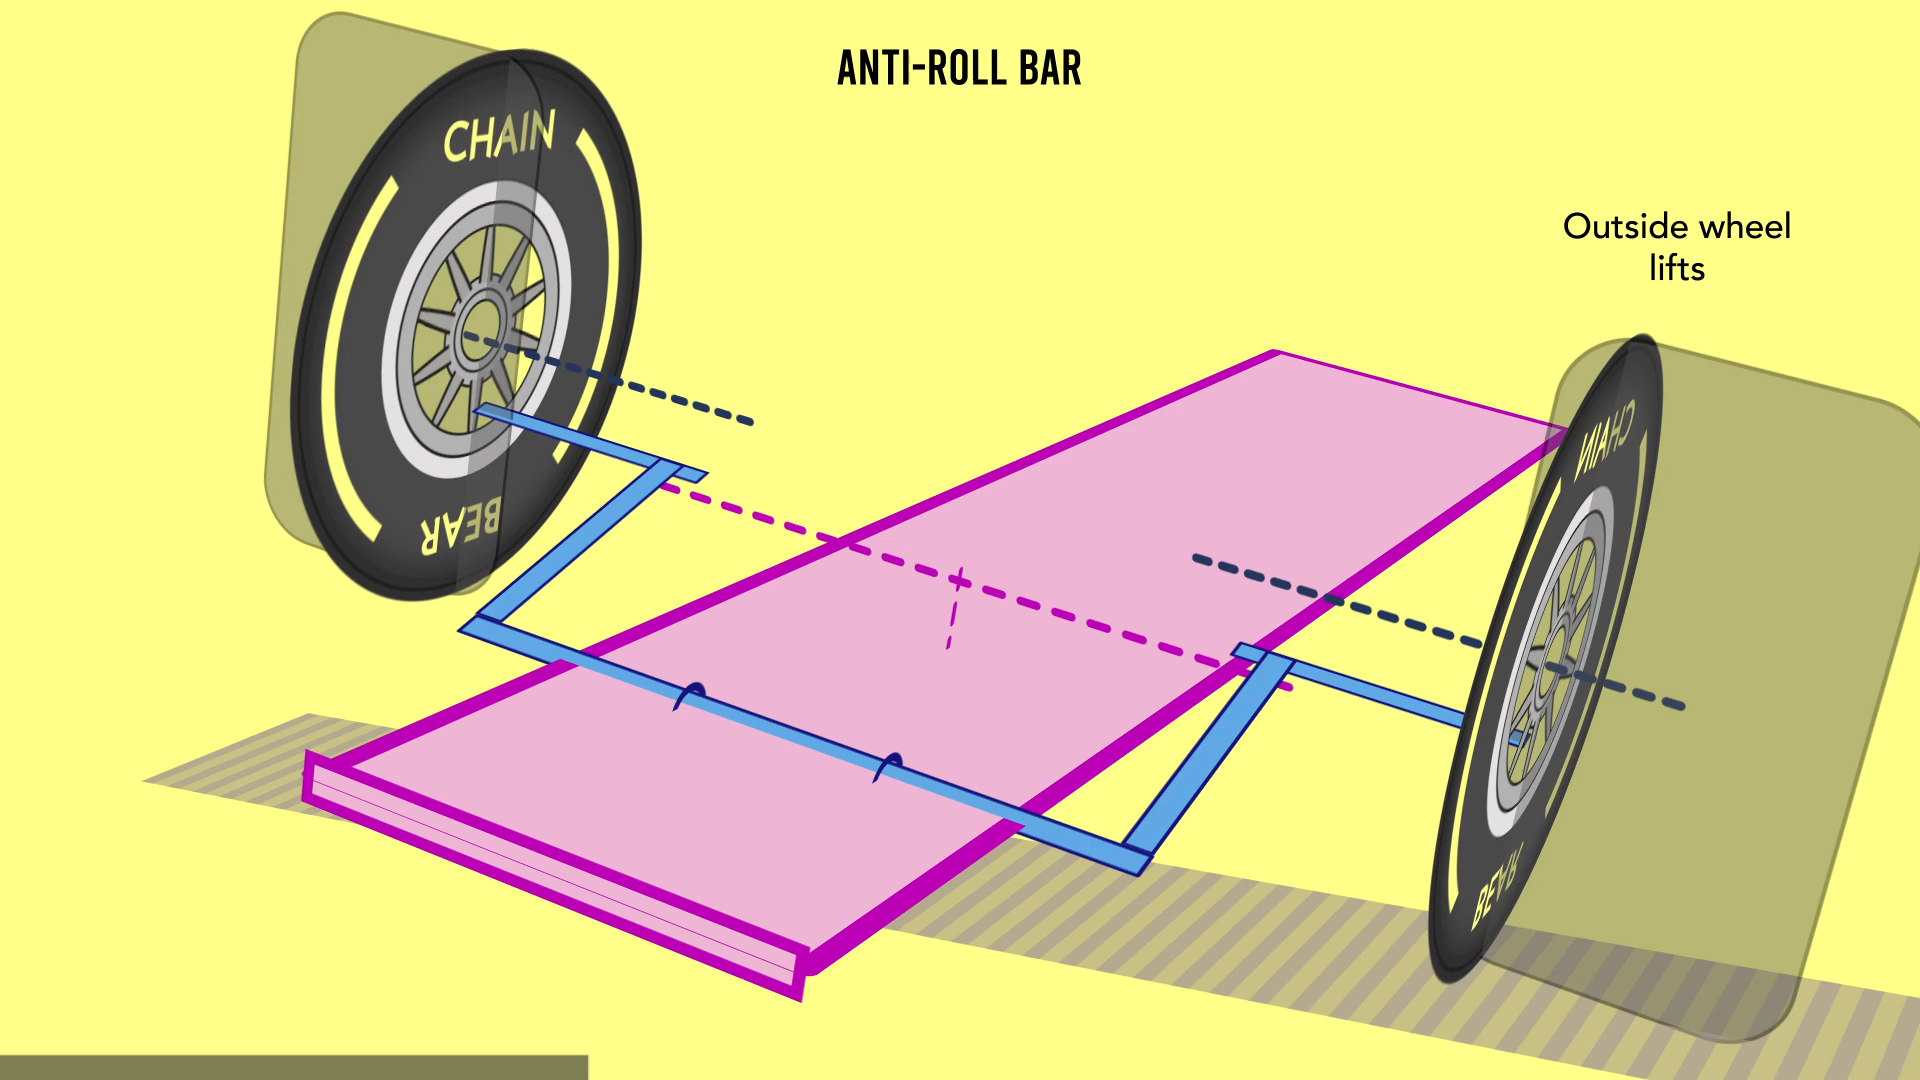 ANTI-ROLL BAR
CHAIN
BEAR
Outside wheel
lifts
CHAIN
BEAR